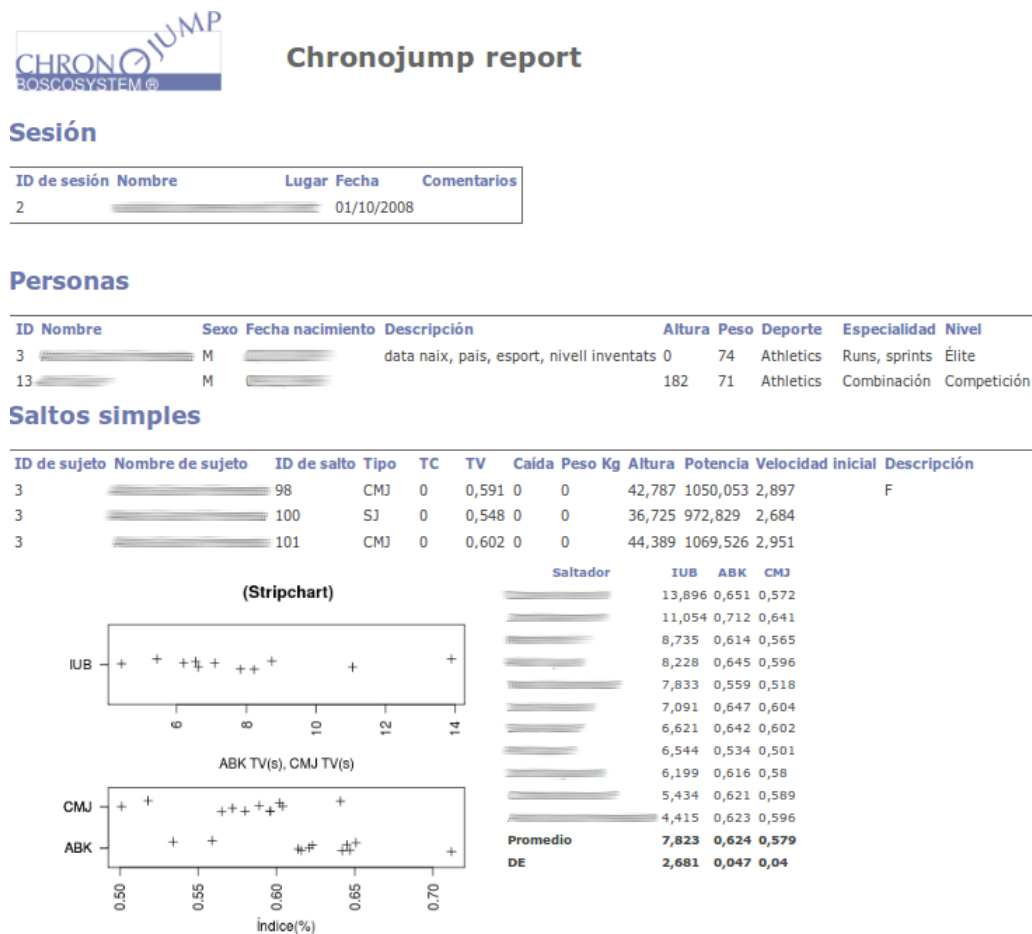 CHRONOJUMP
BOSCOSYSTEM ®
Chronojump report
Sesión
ID de sesión Nombre Lugar Fecha Comentarios
2 01/10/2008
Personas
ID Nombre Sexo Fecha nacimiento Descripción Altura Peso Deporte Especialidad Nivel
3 M data naix, pais, esport, nivell inventats 0 74 Athletics Runs, sprints Élite
13 M 182 71 Athletics Combinación Competición
Saltos simples
ID de sujeto Nombre de sujeto ID de salto Tipo TC TV Caída Peso Kg Altura Potencia Velocidad inicial Descripción
3 98 CMJ 0 0,591 0 0 42,787 1050,053 2,897 F
3 100 SJ 0 0,548 0 0 36,725 972,829 2,684
3 101 CMJ 0 0,602 0 0 44,389 1069,526 2,951
(Stripchart)
IUB
6 8 10 12 14
ABK TV(s), CMJ TV(s)
CMJ
ABK
0.50 0.55 0.60 0.65 0.70
Índice(%)
Saltador IUB ABK CMJ
13,896 0,651 0,572
11,054 0,712 0,641
8,735 0,614 0,565
8,228 0,645 0,596
7,833 0,559 0,518
7,091 0,647 0,604
6,621 0,642 0,602
6,544 0,534 0,501
6,199 0,616 0,58
5,434 0,621 0,589
4,415 0,623 0,596
Promedio 7,823 0,624 0,579
DE 2,681 0,047 0,04